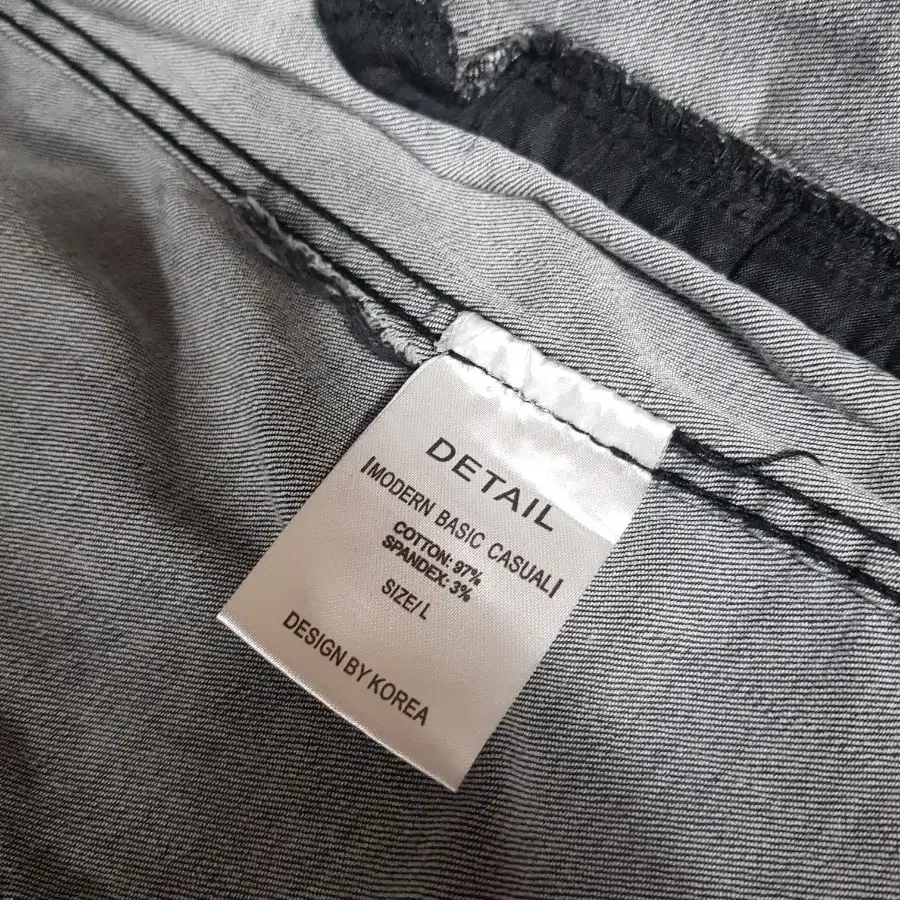 DETAIL
|MODERN BASIC CASUAL|
COTTON: 97%
SPANDEX: 3%
SIZE/L
DESIGN BY KOREA